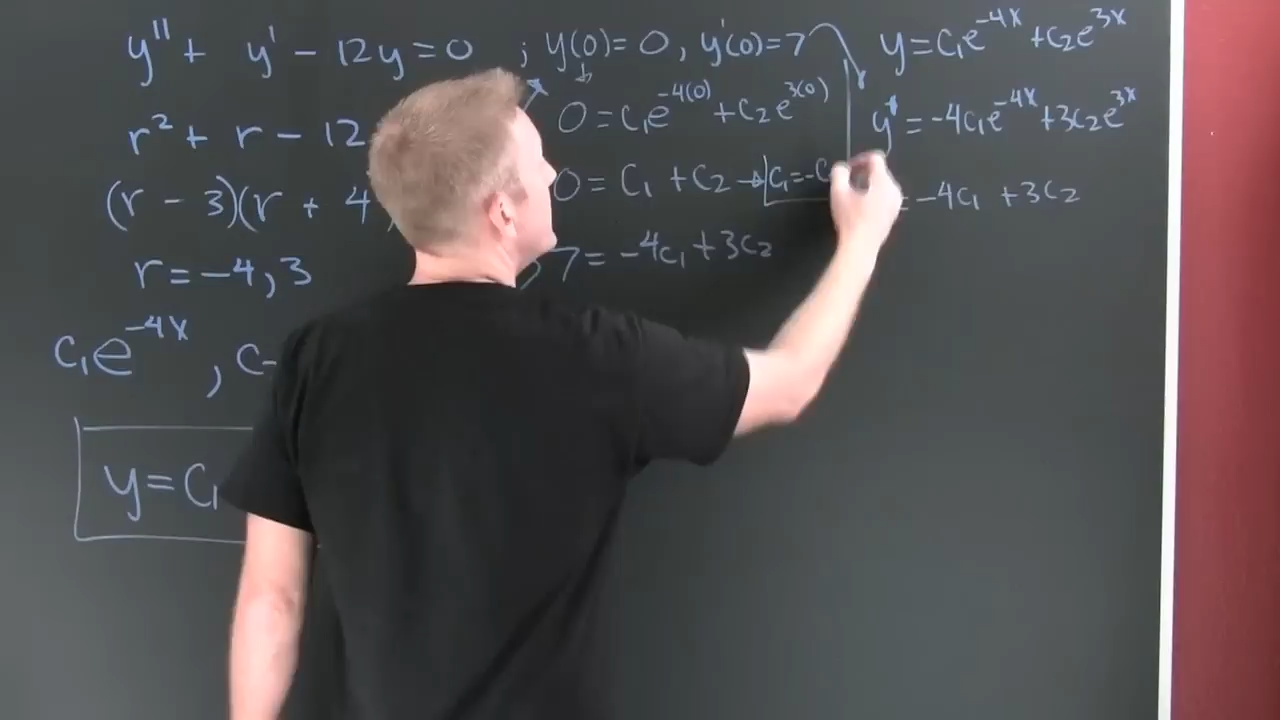 y'' + y' - 12y = 0 ; y(0) = 0, y'(0) = 7
r² + r - 12
(r - 3)(r + 4
r = -4, 3
c₁e^{-4x} , c
y = c₁
0 = c₁e^{-4(0)} + c₂e^{3(0)}
0 = c₁ + c₂ → c₁ = -c
7 = -4c₁ + 3c₂
y = c₁e^{-4x} + c₂e^{3x}
y' = -4c₁e^{-4x} + 3c₂e^{3x}
= -4c₁ + 3c₂